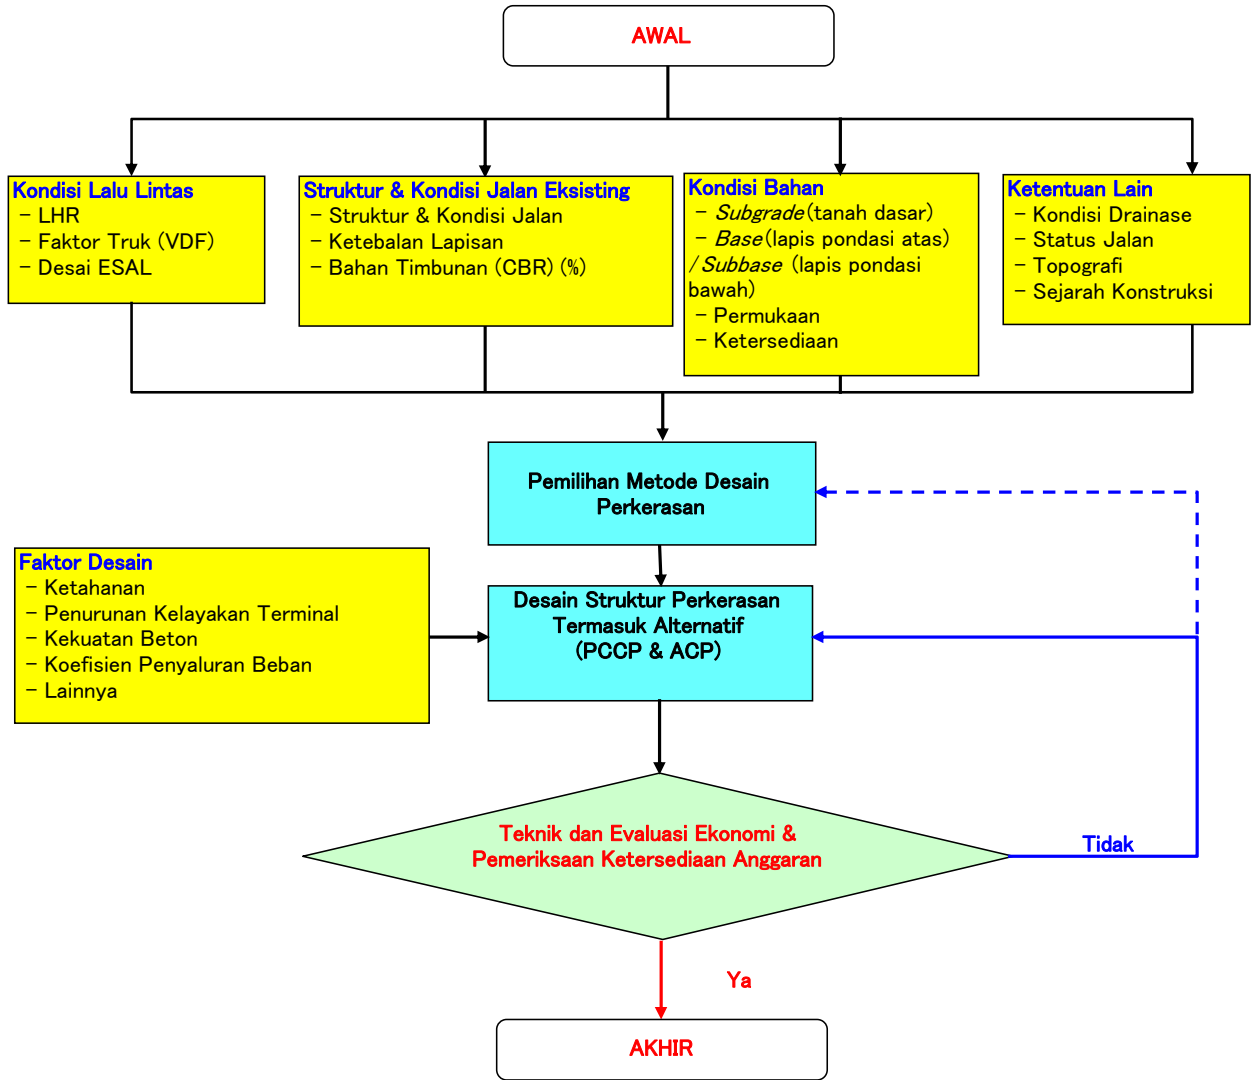 AWAL
Kondisi Lalu Lintas
- LHR
- Faktor Truk (VDF)
- Desai ESAL
Struktur & Kondisi Jalan Eksisting
- Struktur & Kondisi Jalan
- Ketebalan Lapisan
- Bahan Timbunan (CBR) (%)
Kondisi Bahan
- Subgrade(tanah dasar)
- Base(lapis pondasi atas)
/Subbase (lapis pondasi
bawah)
- Permukaan
- Ketersediaan
Ketentuan Lain
- Kondisi Drainase
- Status Jalan
- Topografi
- Sejarah Konstruksi
Pemilihan Metode Desain
Perkerasan
Faktor Desain
- Ketahanan
- Penurunan Kelayakan Terminal
- Kekuatan Beton
- Koefisien Penyaluran Beban
- Lainnya
Desain Struktur Perkerasan
Termasuk Alternatif
(PCCP & ACP)
Teknik dan Evaluasi Ekonomi &
Pemeriksaan Ketersediaan Anggaran
Tidak
Ya
AKHIR